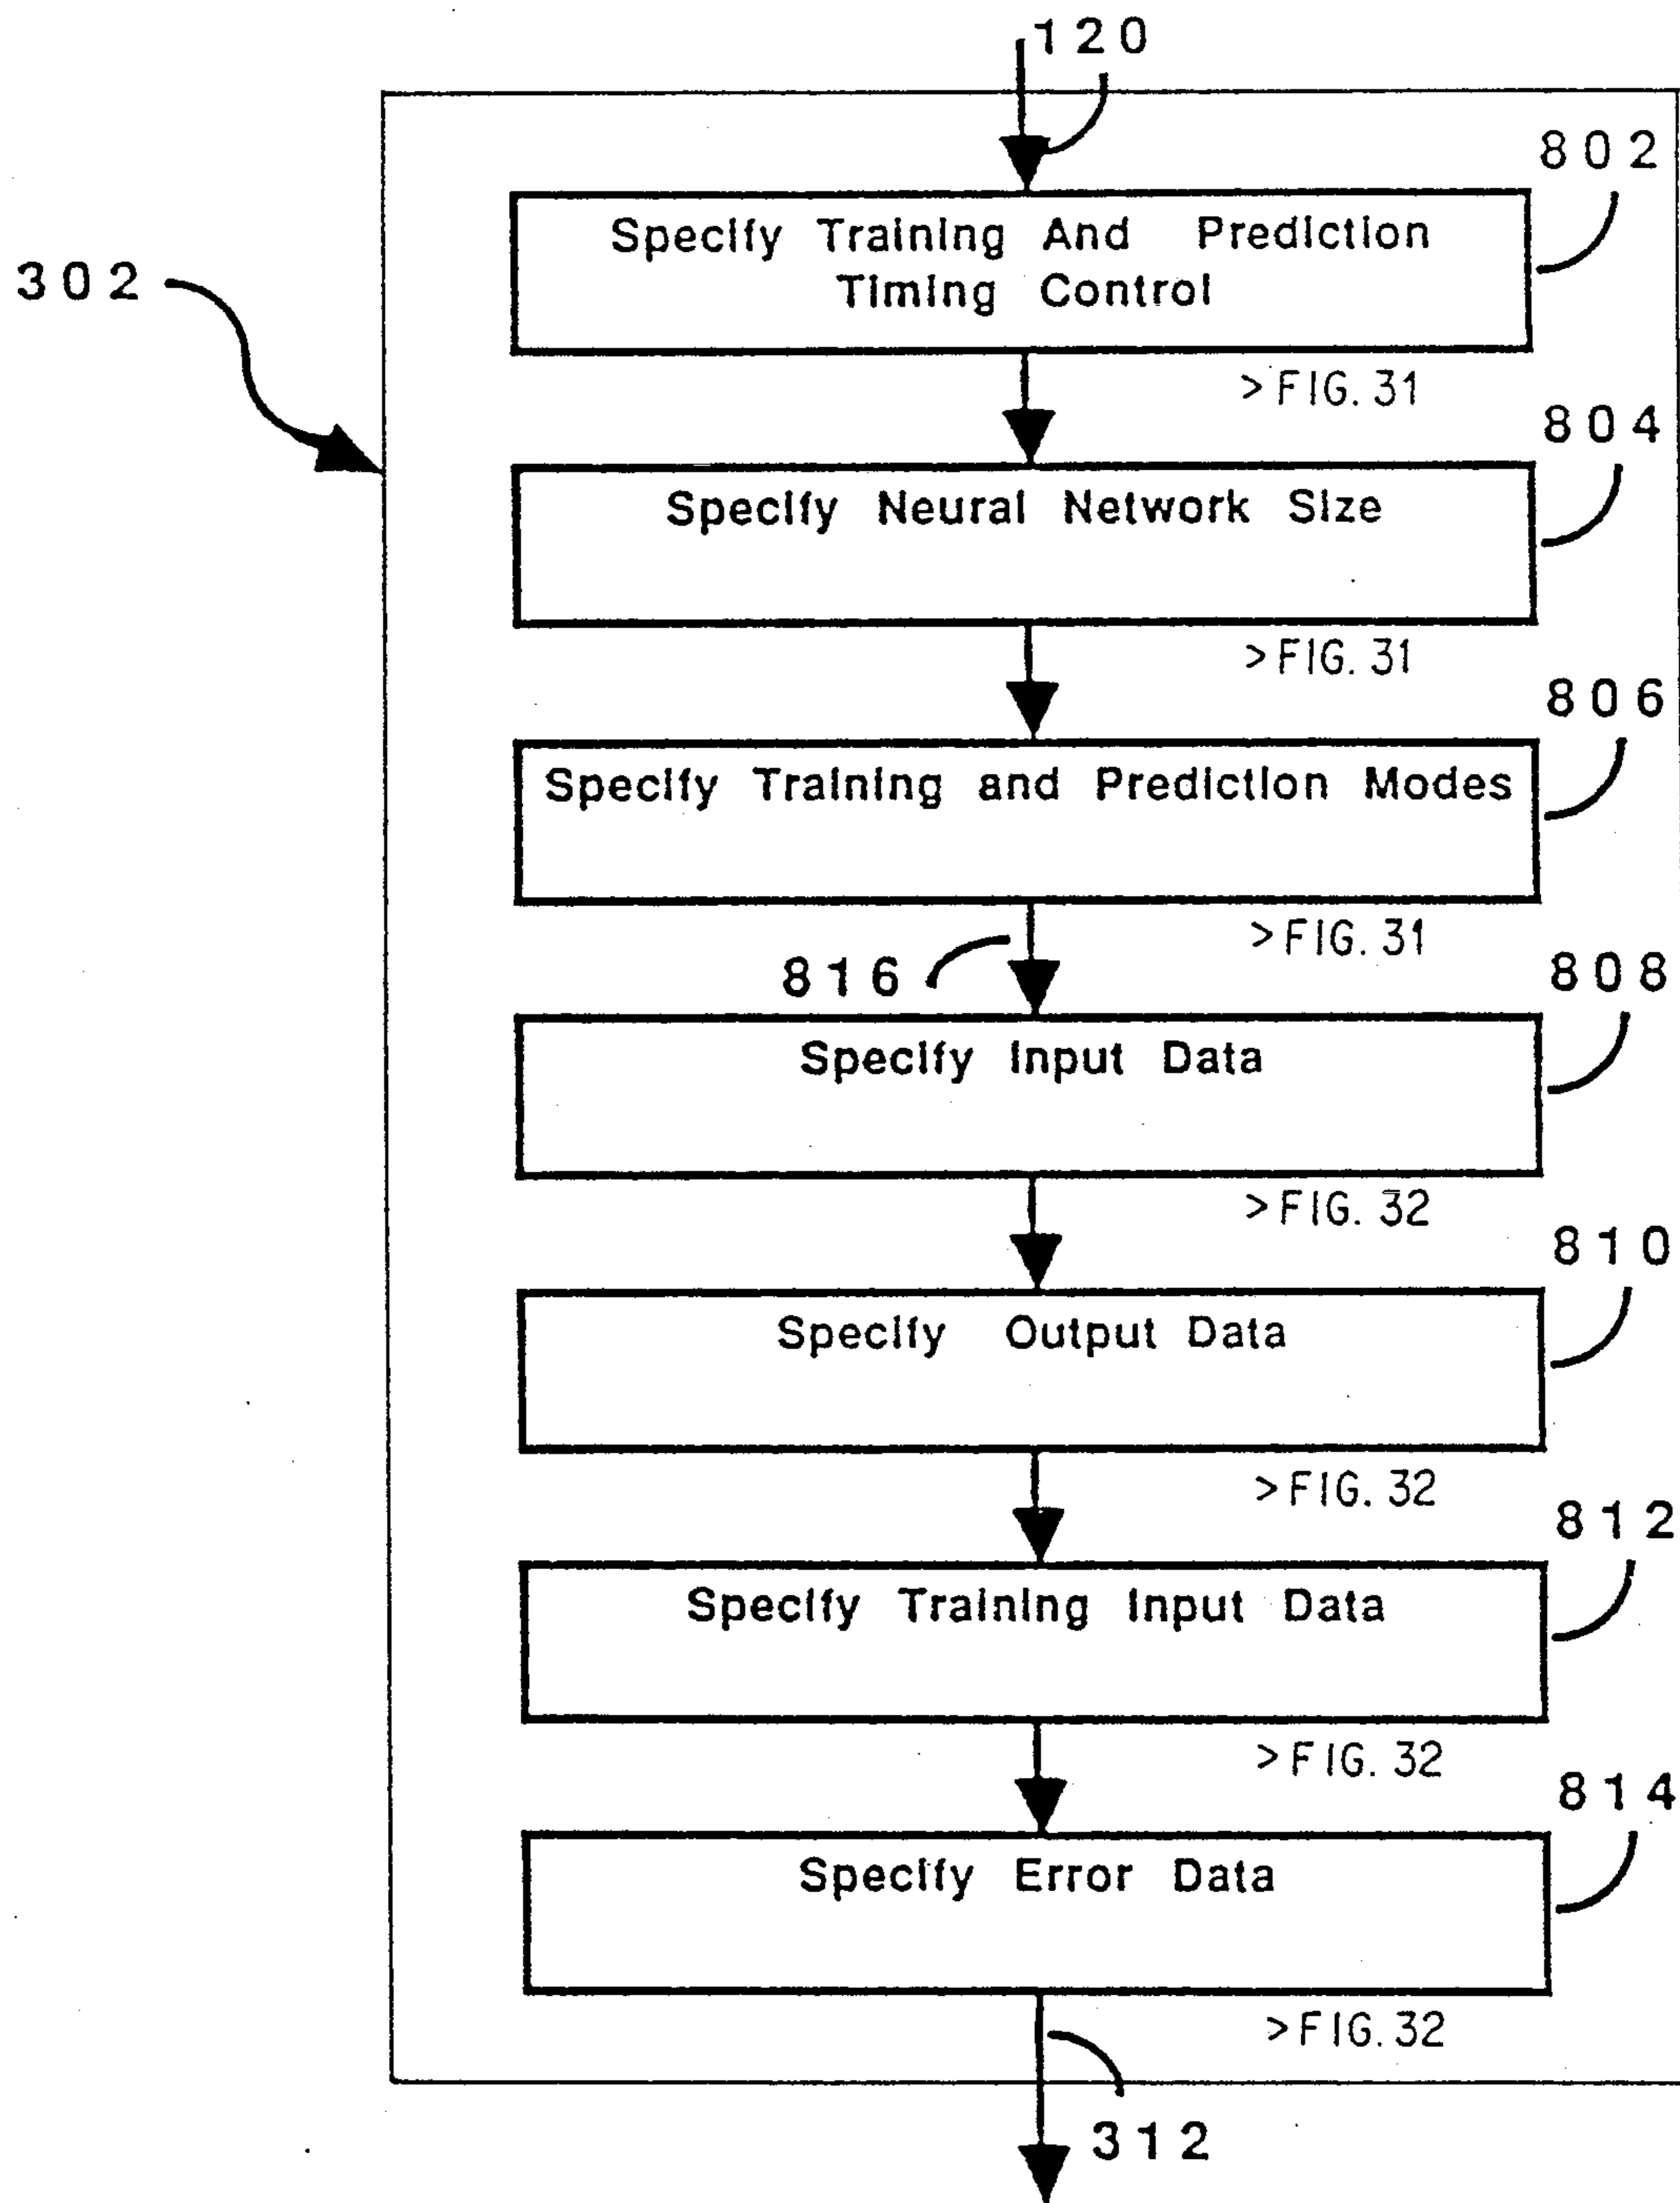 120
802
Specify Training And Prediction
Timing Control
302
>FIG. 31
804
Specify Neural Network Size
>FIG. 31
806
Specify Training and Prediction Modes
>FIG. 31
816
808
Specify Input Data
>FIG. 32
810
Specify Output Data
>FIG. 32
812
Specify Training Input Data
>FIG. 32
814
Specify Error Data
>FIG. 32
312